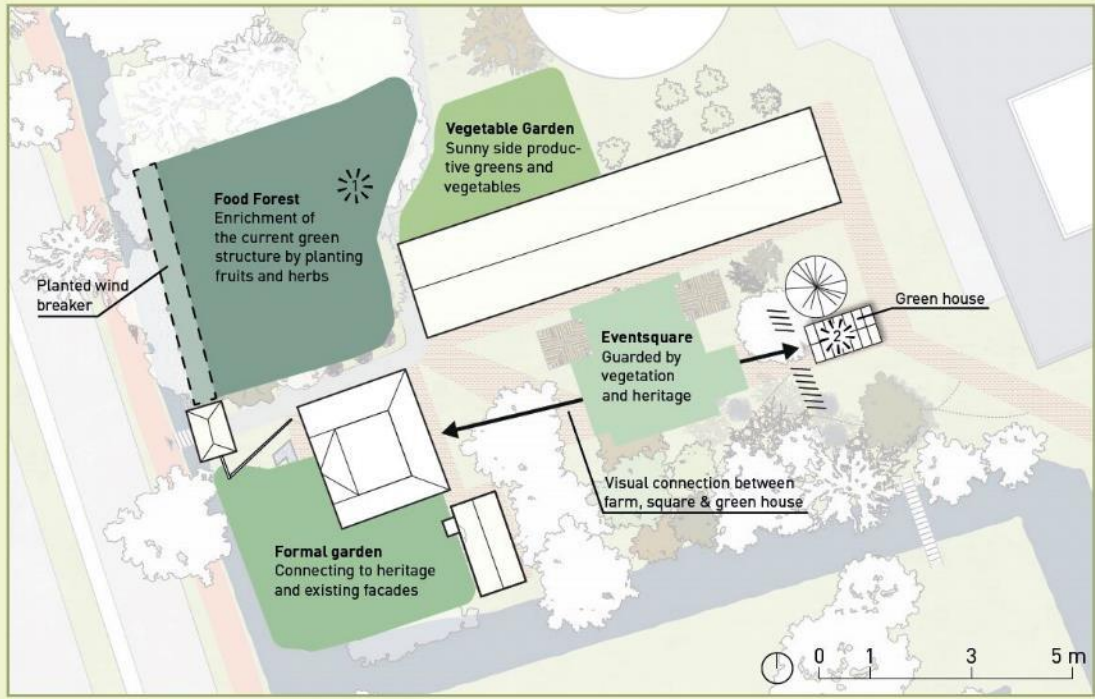 Vegetable Garden
Sunny side produc-
tive greens and
vegetables
1
Food Forest
Enrichment of
the current green
structure by planting
fruits and herbs
Planted wind
breaker
Green house
2
Eventsquare
Guarded by
vegetation
and heritage
Visual connection between
farm, square & green house
Formal garden
Connecting to heritage
and existing facades
0 1 3 5 m